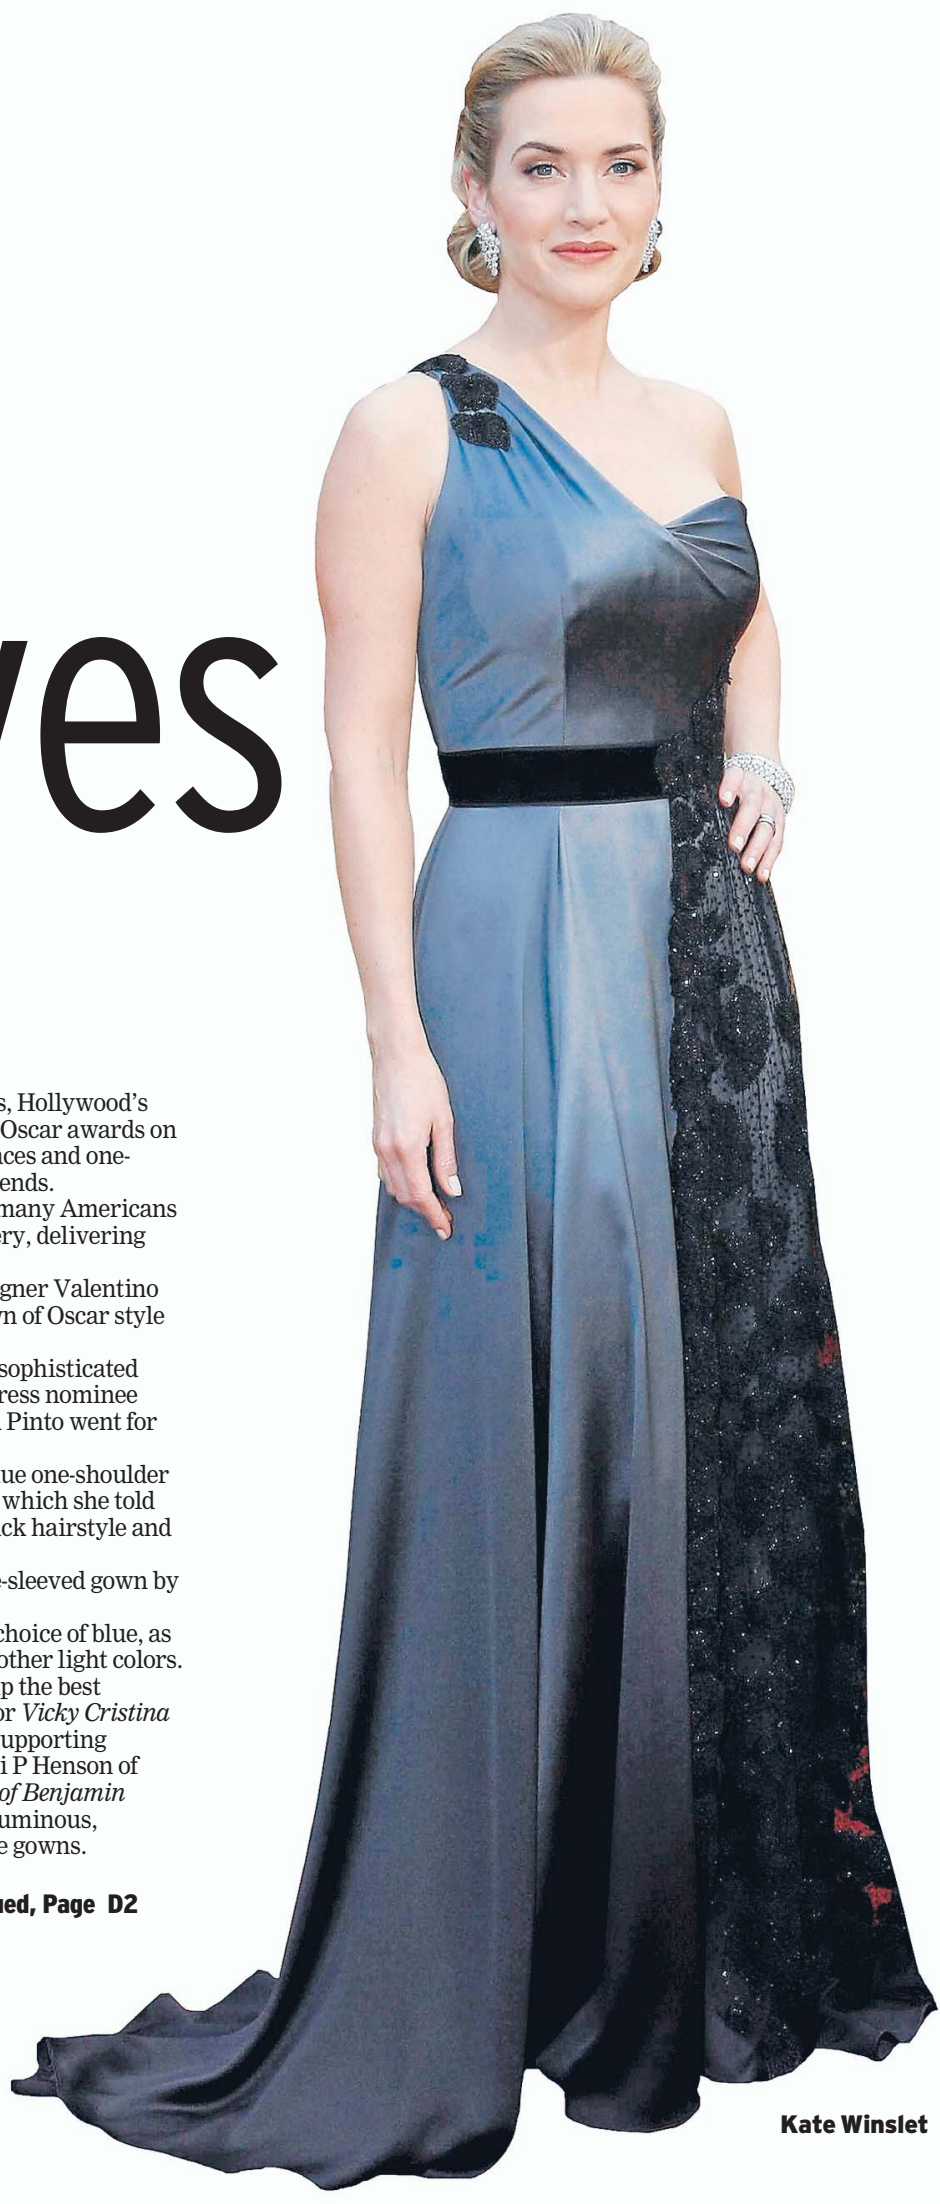 ves
s, Hollywood’s
Oscar awards on
nces and one-
ends.
many Americans
ery, delivering
gner Valentino
wn of Oscar style
sophisticated
ress nominee
Pinto went for
lue one-shoulder
which she told
ck hairstyle and
e-sleeved gown by
choice of blue, as
other light colors.
p the best
or Vicky Cristina
upporting
i P Henson of
of Benjamin
uminous,
e gowns.
ued, Page D2
Kate Winslet